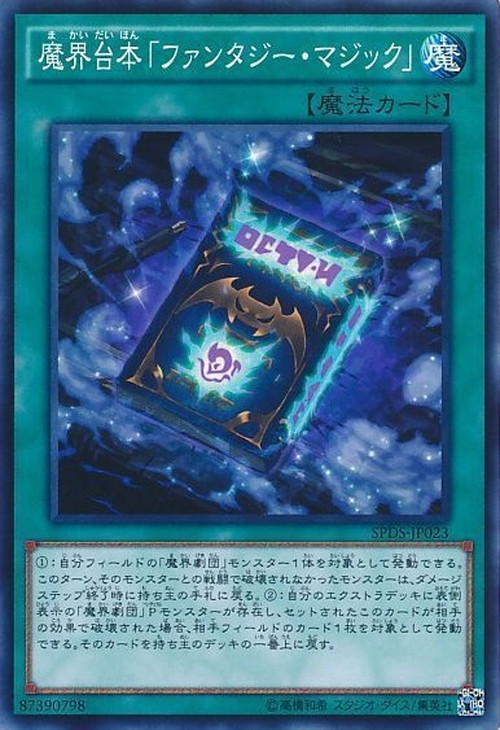 魔界台本「ファンタジー・マジック」
魔
【魔法カード】
SPDS-JP023
①:自分フィールドの「魔界劇団」モンスター1体を対象として発動できる。
このターン、そのモンスターとの戦闘で破壊されなかったモンスターは、ダメージ
ステップ終了時に持ち主の手札に戻る。②:自分のエクストラデッキに表側
表示の「魔界劇団」Pモンスターが存在し、セットされたこのカードが相手
の効果で破壊された場合、相手フィールドのカード1枚を対象として発動
できる。そのカードを持ち主のデッキの一番上に戻す。
87390798
©高橋和希 スタジオ・ダイス/集英社